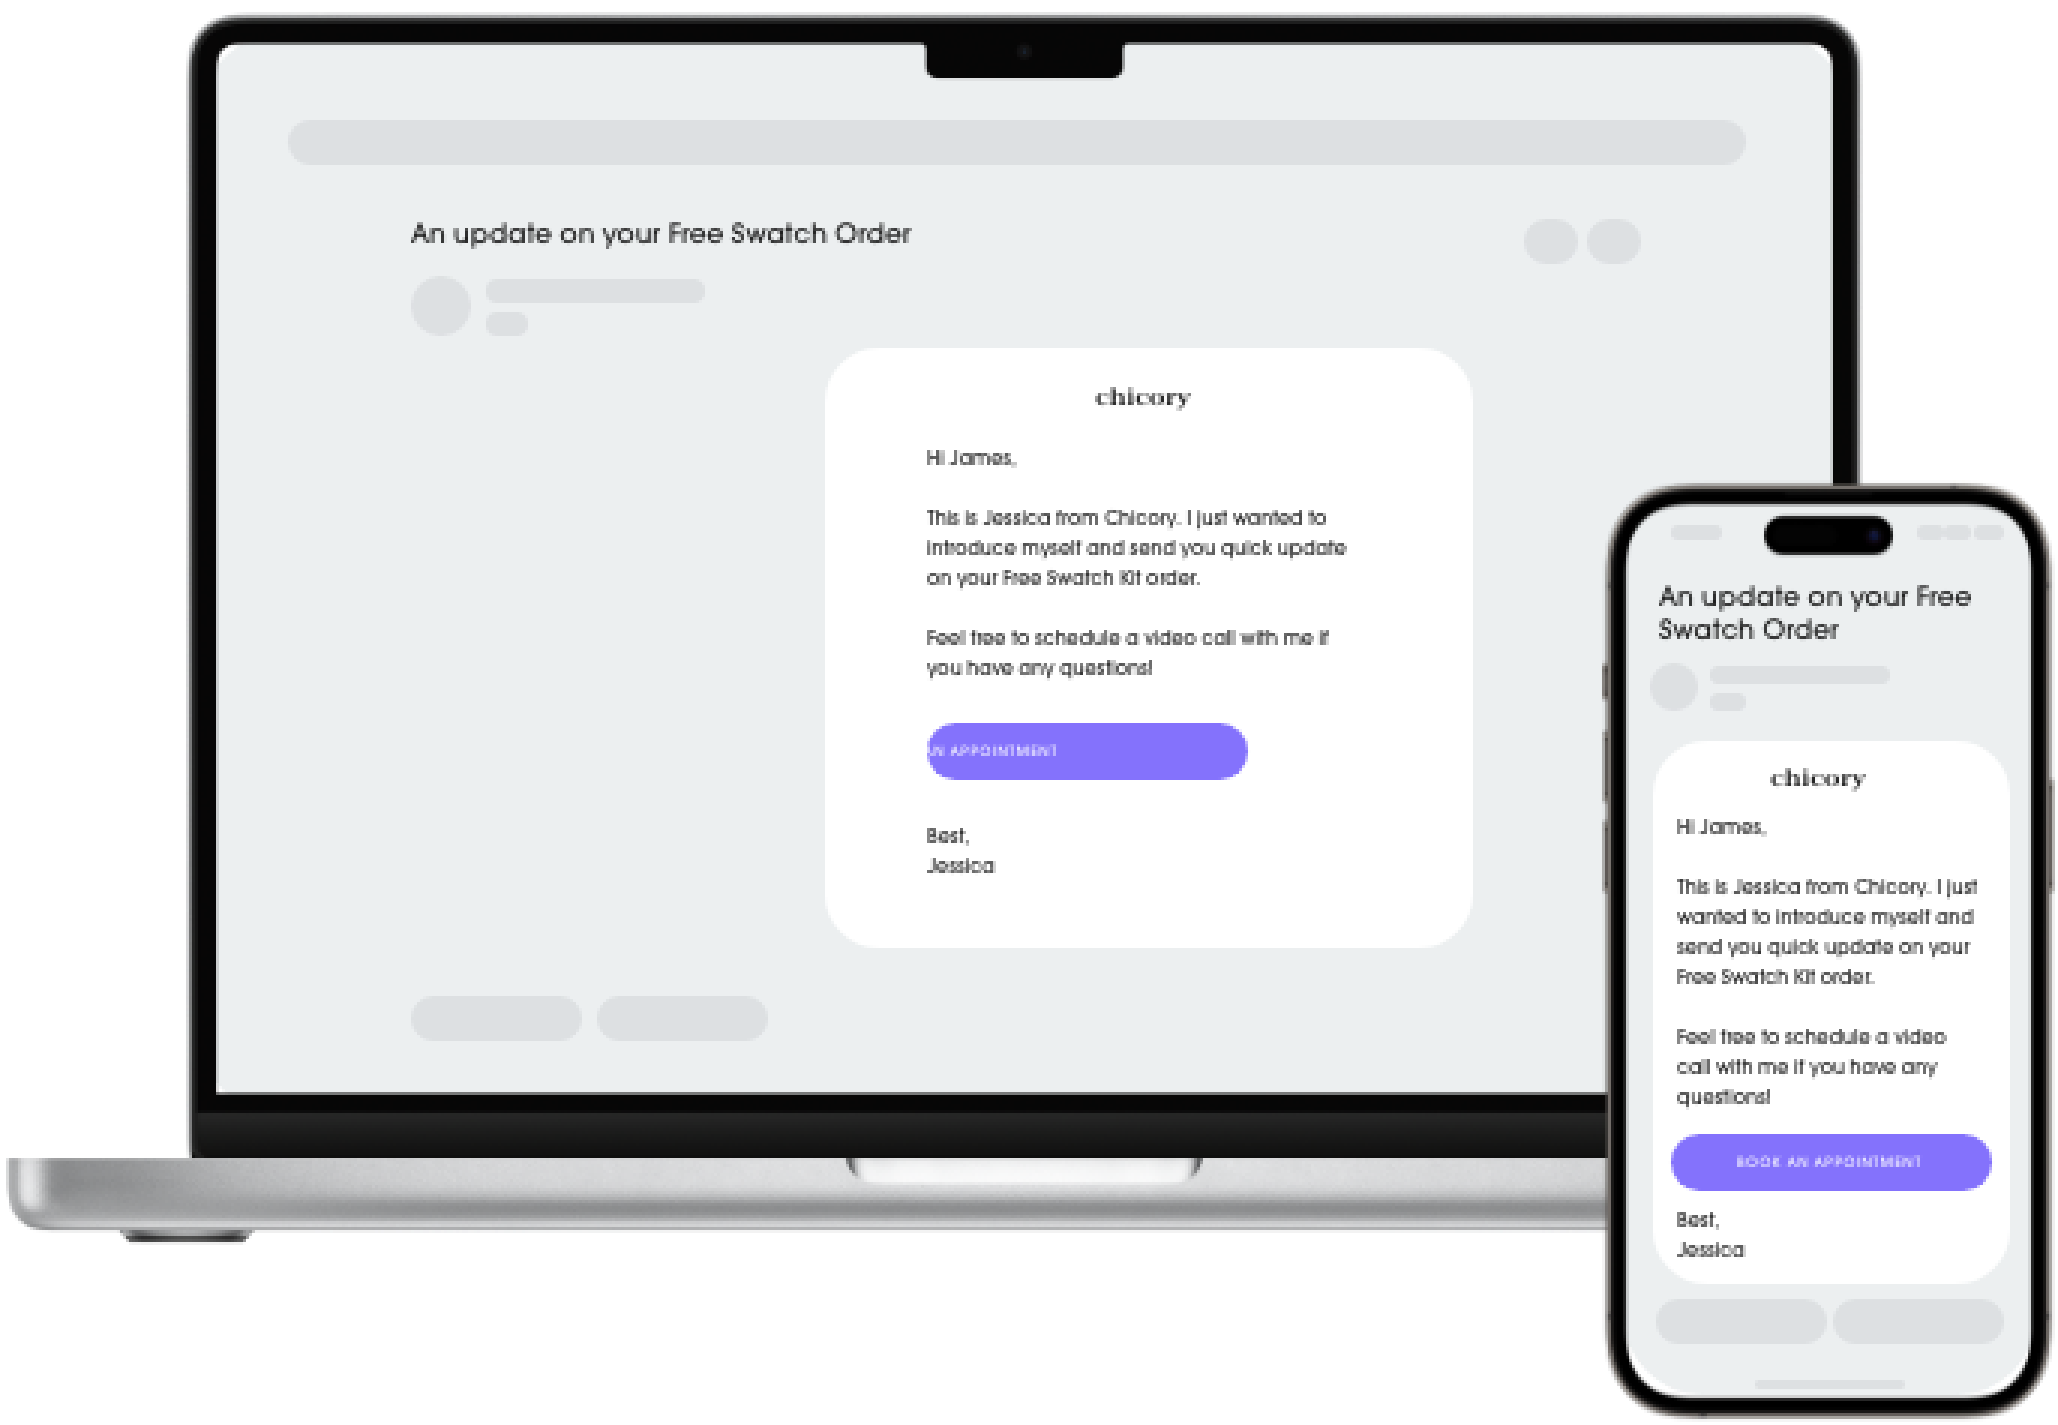 An update on your Free Swatch Order
chicory
Hi James,
This is Jessica from Chicory. I just wanted to
introduce myself and send you quick update
on your Free Swatch Kit order.
Feel free to schedule a video call with me if
you have any questions!
AN APPOINTMENT
Best,
Jessica
An update on your Free
Swatch Order
chicory
Hi James,
This is Jessica from Chicory. I just
wanted to introduce myself and
send you quick update on your
Free Swatch Kit order.
Feel free to schedule a video
call with me if you have any
questions!
BOOK AN APPOINTMENT
Best,
Jessica